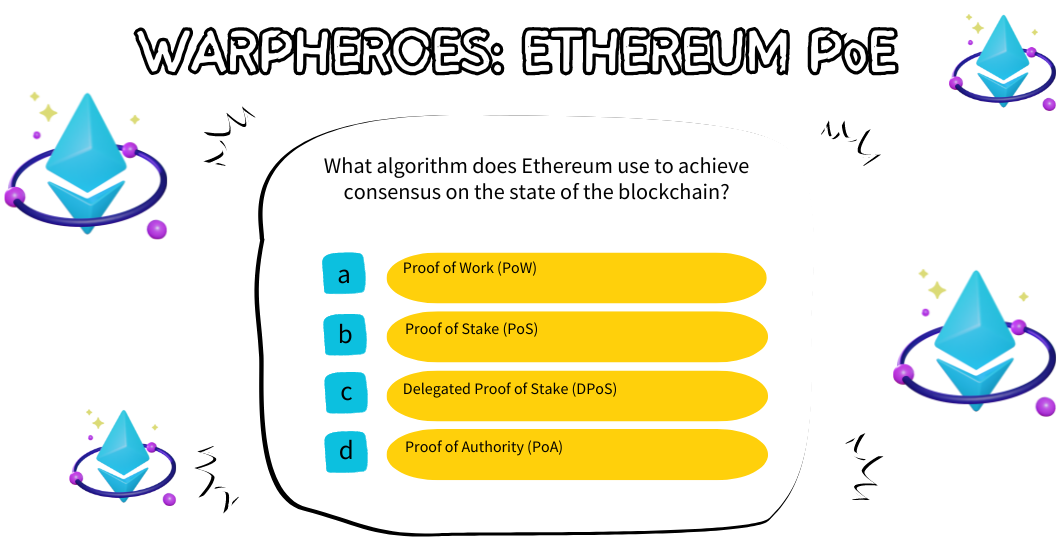 WARPHEROES: ETHEREUM PoE
What algorithm does Ethereum use to achieve
consensus on the state of the blockchain?
a Proof of Work (PoW)
b Proof of Stake (PoS)
c Delegated Proof of Stake (DPoS)
d Proof of Authority (PoA)